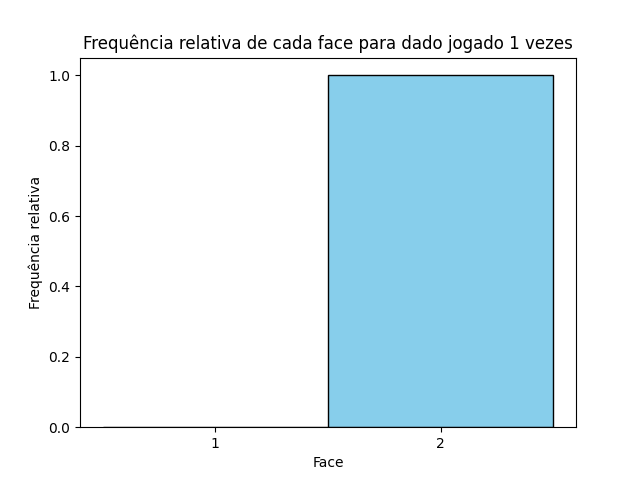 Frequência relativa de cada face para dado jogado 1 vezes
1.0
0.8
0.6
0.4
0.2
0.0
Frequência relativa
1 2
Face